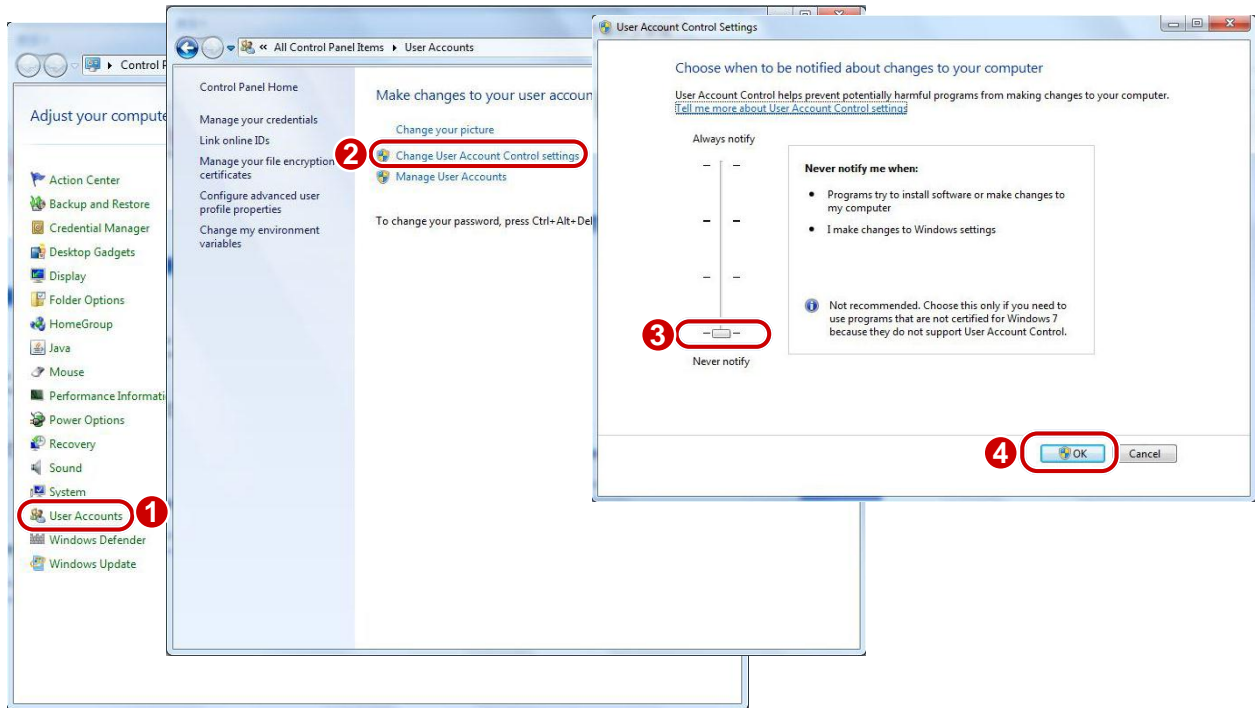 Control P
Adjust your compute
Action Center
Backup and Restore
Credential Manager
Desktop Gadgets
Display
Folder Options
HomeGroup
Java
Mouse
Performance Informati
Power Options
Recovery
Sound
System
User Accounts
1
Windows Defender
Windows Update
« All Control Panel Items ▸ User Accounts
Control Panel Home
Manage your credentials
Link online IDs
Manage your file encryption
certificates
Configure advanced user
profile properties
Change my environment
variables
Make changes to your user accoun
Change your picture
2
Change User Account Control settings
Manage User Accounts
To change your password, press Ctrl+Alt+Del
User Account Control Settings
Choose when to be notified about changes to your computer
User Account Control helps prevent potentially harmful programs from making changes to your computer.
Tell me more about User Account Control settings
Always notify
Never notify me when:
• Programs try to install software or make changes to
my computer
• I make changes to Windows settings
Not recommended. Choose this only if you need to
use programs that are not certified for Windows 7
because they do not support User Account Control.
3
Never notify
4
OK
Cancel